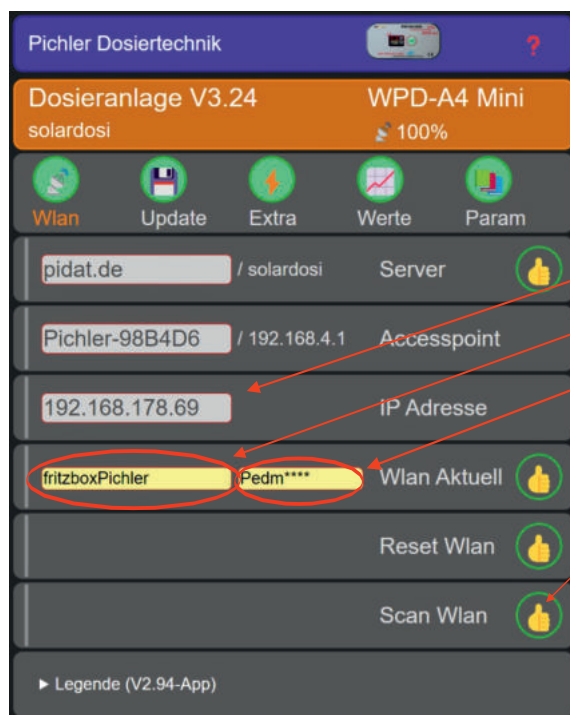 Pichler Dosiertechnik ?
Dosieranlage V3.24 WPD-A4 Mini
solardosi 100%
Wlan Update Extra Werte Param
pidat.de / solardosi Server
Pichler-98B4D6 / 192.168.4.1 Accesspoint
192.168.178.69 iP Adresse
fritzboxPichler Pedm**** Wlan Aktuell
Reset Wlan
Scan Wlan
► Legende (V2.94-App)